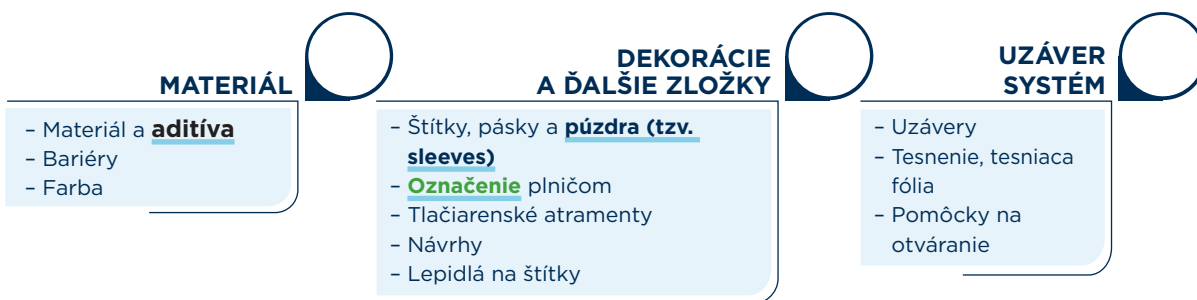 MATERIÁL
– Materiál a aditíva
– Bariéry
– Farba
DEKORÁCIE
A ĎALŠIE ZLOŽKY
– Štítky, pásky a púzdra (tzv.
sleeves)
– Označenie plničom
– Tlačiarenské atramenty
– Návrhy
– Lepidlá na štítky
UZÁVER
SYSTÉM
– Uzávery
– Tesnenie, tesniaca
fólia
– Pomôcky na
otváranie